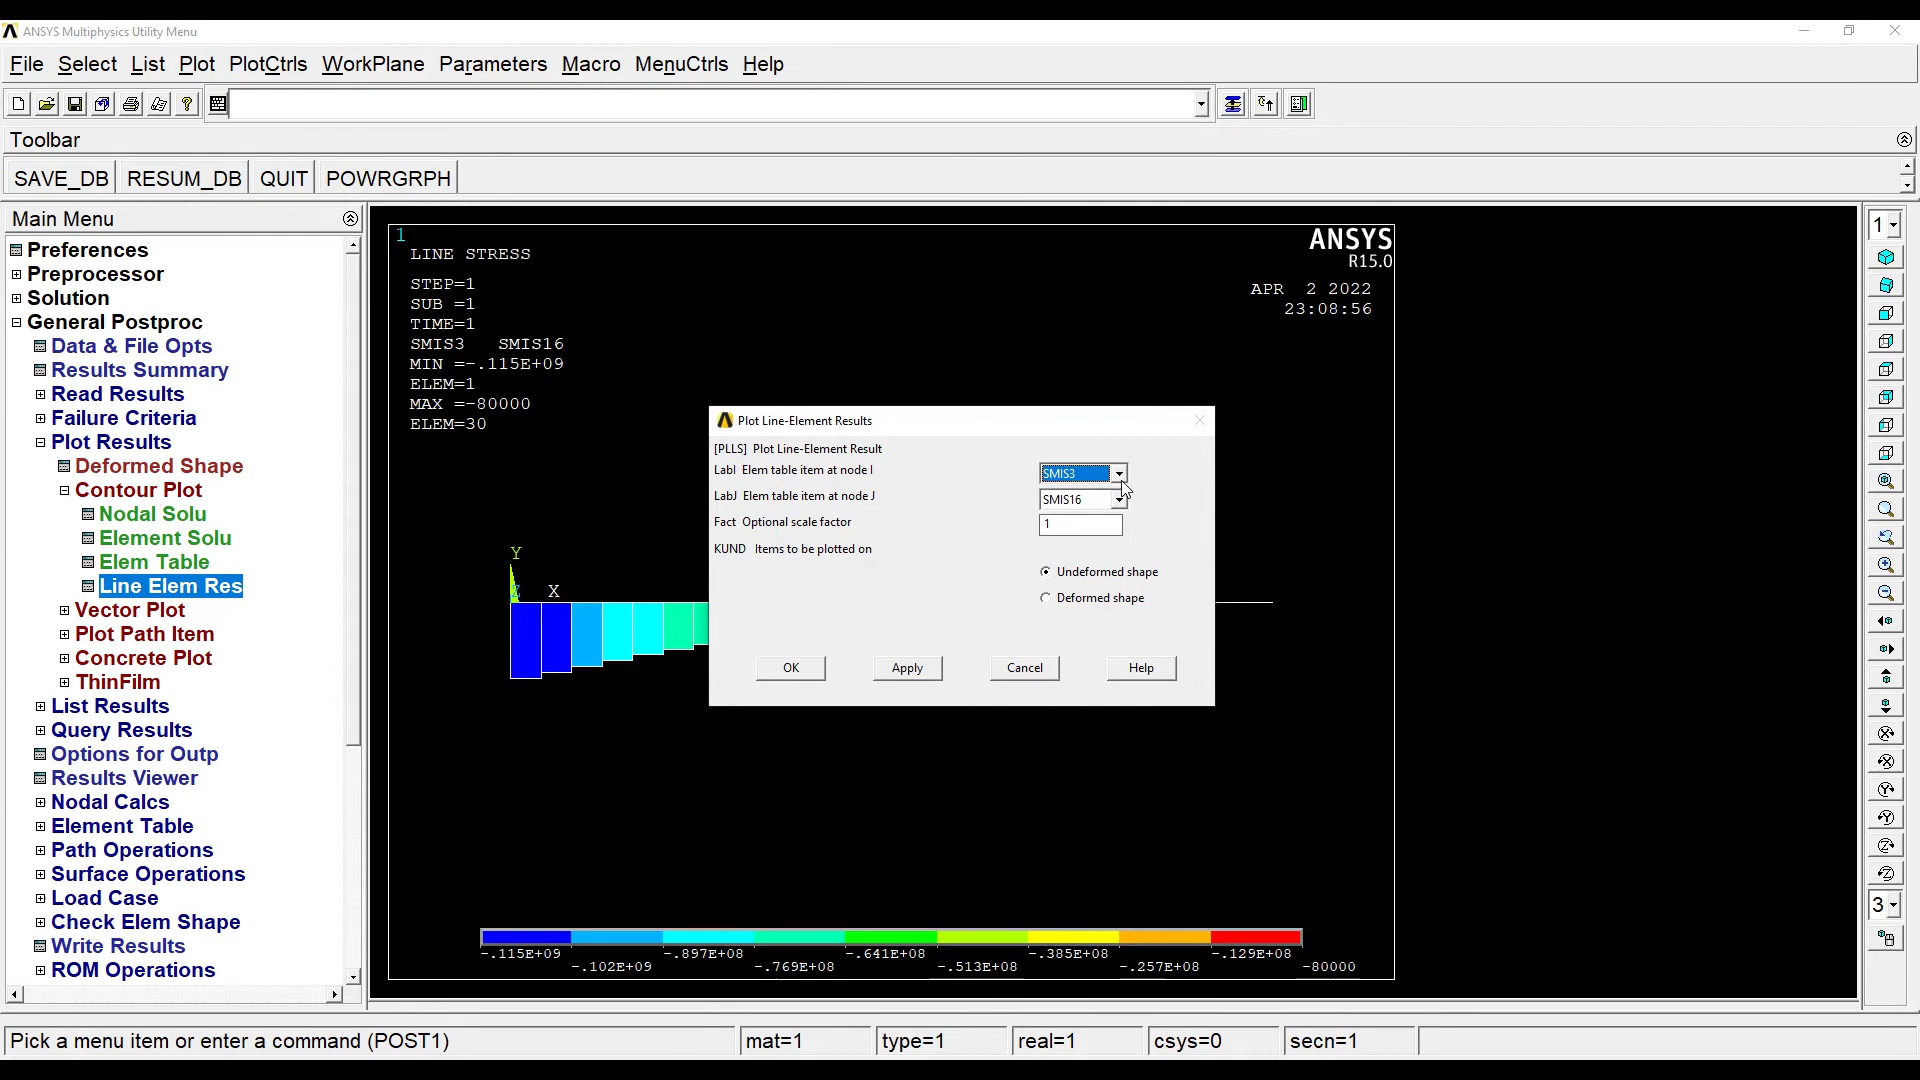 ANSYS Multiphysics Utility Menu
File Select List Plot PlotCtrls WorkPlane Parameters Macro MenuCtrls Help
Toolbar
SAVE_DB RESUM_DB QUIT POWRGRPH
Main Menu
Preferences
Preprocessor
Solution
General Postproc
Data & File Opts
Results Summary
Read Results
Failure Criteria
Plot Results
Deformed Shape
Contour Plot
Nodal Solu
Element Solu
Elem Table
Line Elem Res
Vector Plot
Plot Path Item
Concrete Plot
ThinFilm
List Results
Query Results
Options for Outp
Results Viewer
Nodal Calcs
Element Table
Path Operations
Surface Operations
Load Case
Check Elem Shape
Write Results
ROM Operations
1
LINE STRESS
STEP=1
SUB =1
TIME=1
SMIS3 SMIS16
MIN =-.115E+09
ELEM=1
MAX =-80000
ELEM=30
ANSYS
R15.0
APR 2 2022
23:08:56
Y
Z X
Plot Line-Element Results
[PLLS] Plot Line-Element Result
LabI Elem table item at node I SMIS3
LabJ Elem table item at node J SMIS16
Fact Optional scale factor 1
KUND Items to be plotted on
Undeformed shape
Deformed shape
OK Apply Cancel Help
-.115E+09 -.897E+08 -.641E+08 -.385E+08 -.129E+08
-.102E+09 -.769E+08 -.513E+08 -.257E+08 -80000
1
3
Pick a menu item or enter a command (POST1) mat=1 type=1 real=1 csys=0 secn=1